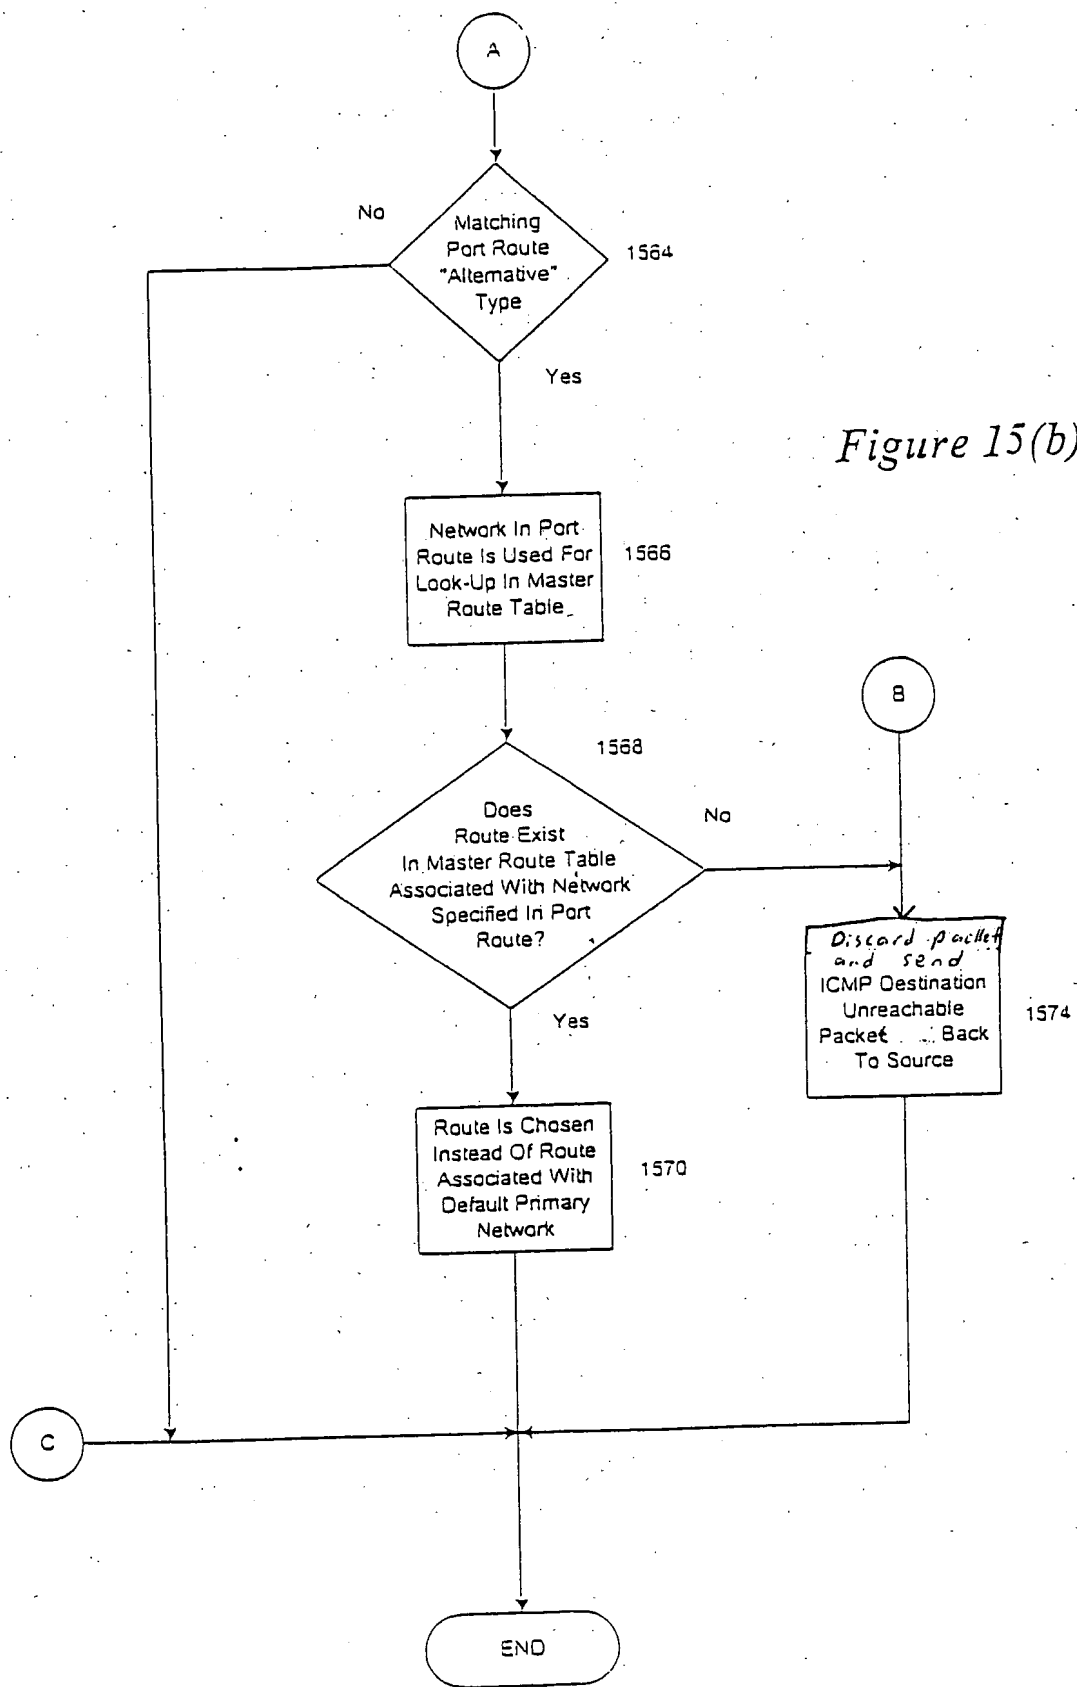 A
No
Matching
Port Route
"Alternative"
Type
1564
Yes
Figure 15(b)
Network In Port
Route Is Used For
Look-Up In Master
Route Table
1566
B
1568
Does
Route Exist
In Master Route Table
Associated With Network
Specified In Port
Route?
No
Discard packet
and send
ICMP Destination
Unreachable
Packet Back
To Source
1574
Yes
Route Is Chosen
Instead Of Route
Associated With
Default Primary
Network
1570
C
END